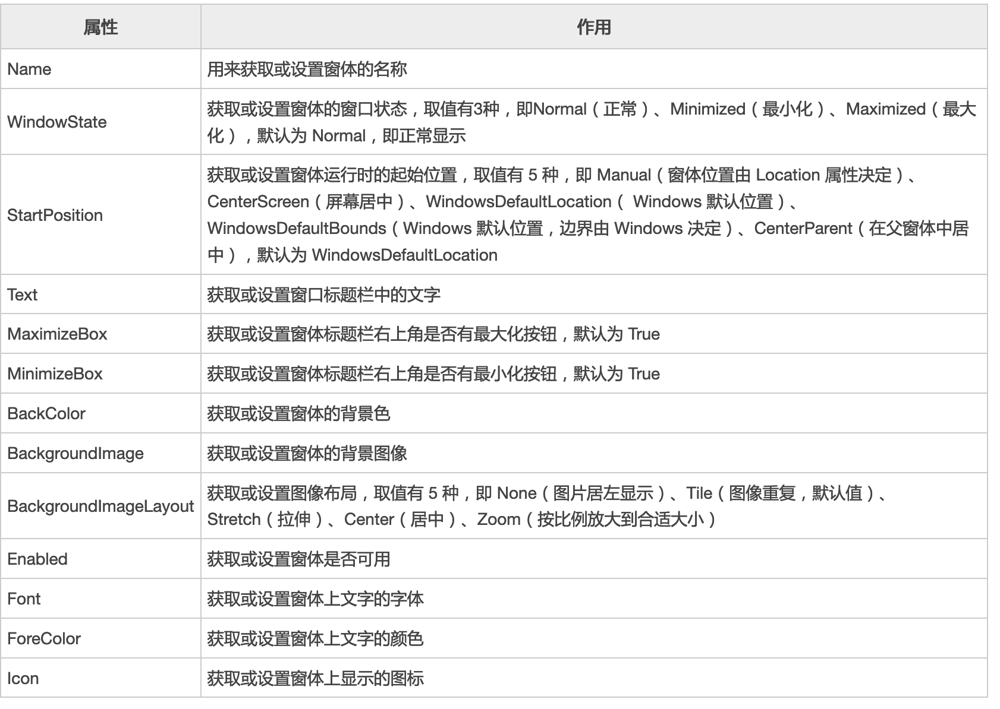 属性
作用
Name
用来获取或设置窗体的名称
WindowState
获取或设置窗体的窗口状态，取值有3种，即Normal（正常）、Minimized（最小化）、Maximized（最大
化），默认为 Normal，即正常显示
StartPosition
获取或设置窗体运行时的起始位置，取值有 5 种，即 Manual（窗体位置由 Location 属性决定）、
CenterScreen（屏幕居中）、WindowsDefaultLocation（ Windows 默认位置）、
WindowsDefaultBounds（Windows 默认位置，边界由 Windows 决定）、CenterParent（在父窗体中居
中），默认为 WindowsDefaultLocation
Text
获取或设置窗口标题栏中的文字
MaximizeBox
获取或设置窗体标题栏右上角是否有最大化按钮，默认为 True
MinimizeBox
获取或设置窗体标题栏右上角是否有最小化按钮，默认为 True
BackColor
获取或设置窗体的背景色
BackgroundImage
获取或设置窗体的背景图像
BackgroundImageLayout
获取或设置图像布局，取值有 5 种，即 None（图片居左显示）、Tile（图像重复，默认值）、
Stretch（拉伸）、Center（居中）、Zoom（按比例放大到合适大小）
Enabled
获取或设置窗体是否可用
Font
获取或设置窗体上文字的字体
ForeColor
获取或设置窗体上文字的颜色
Icon
获取或设置窗体上显示的图标